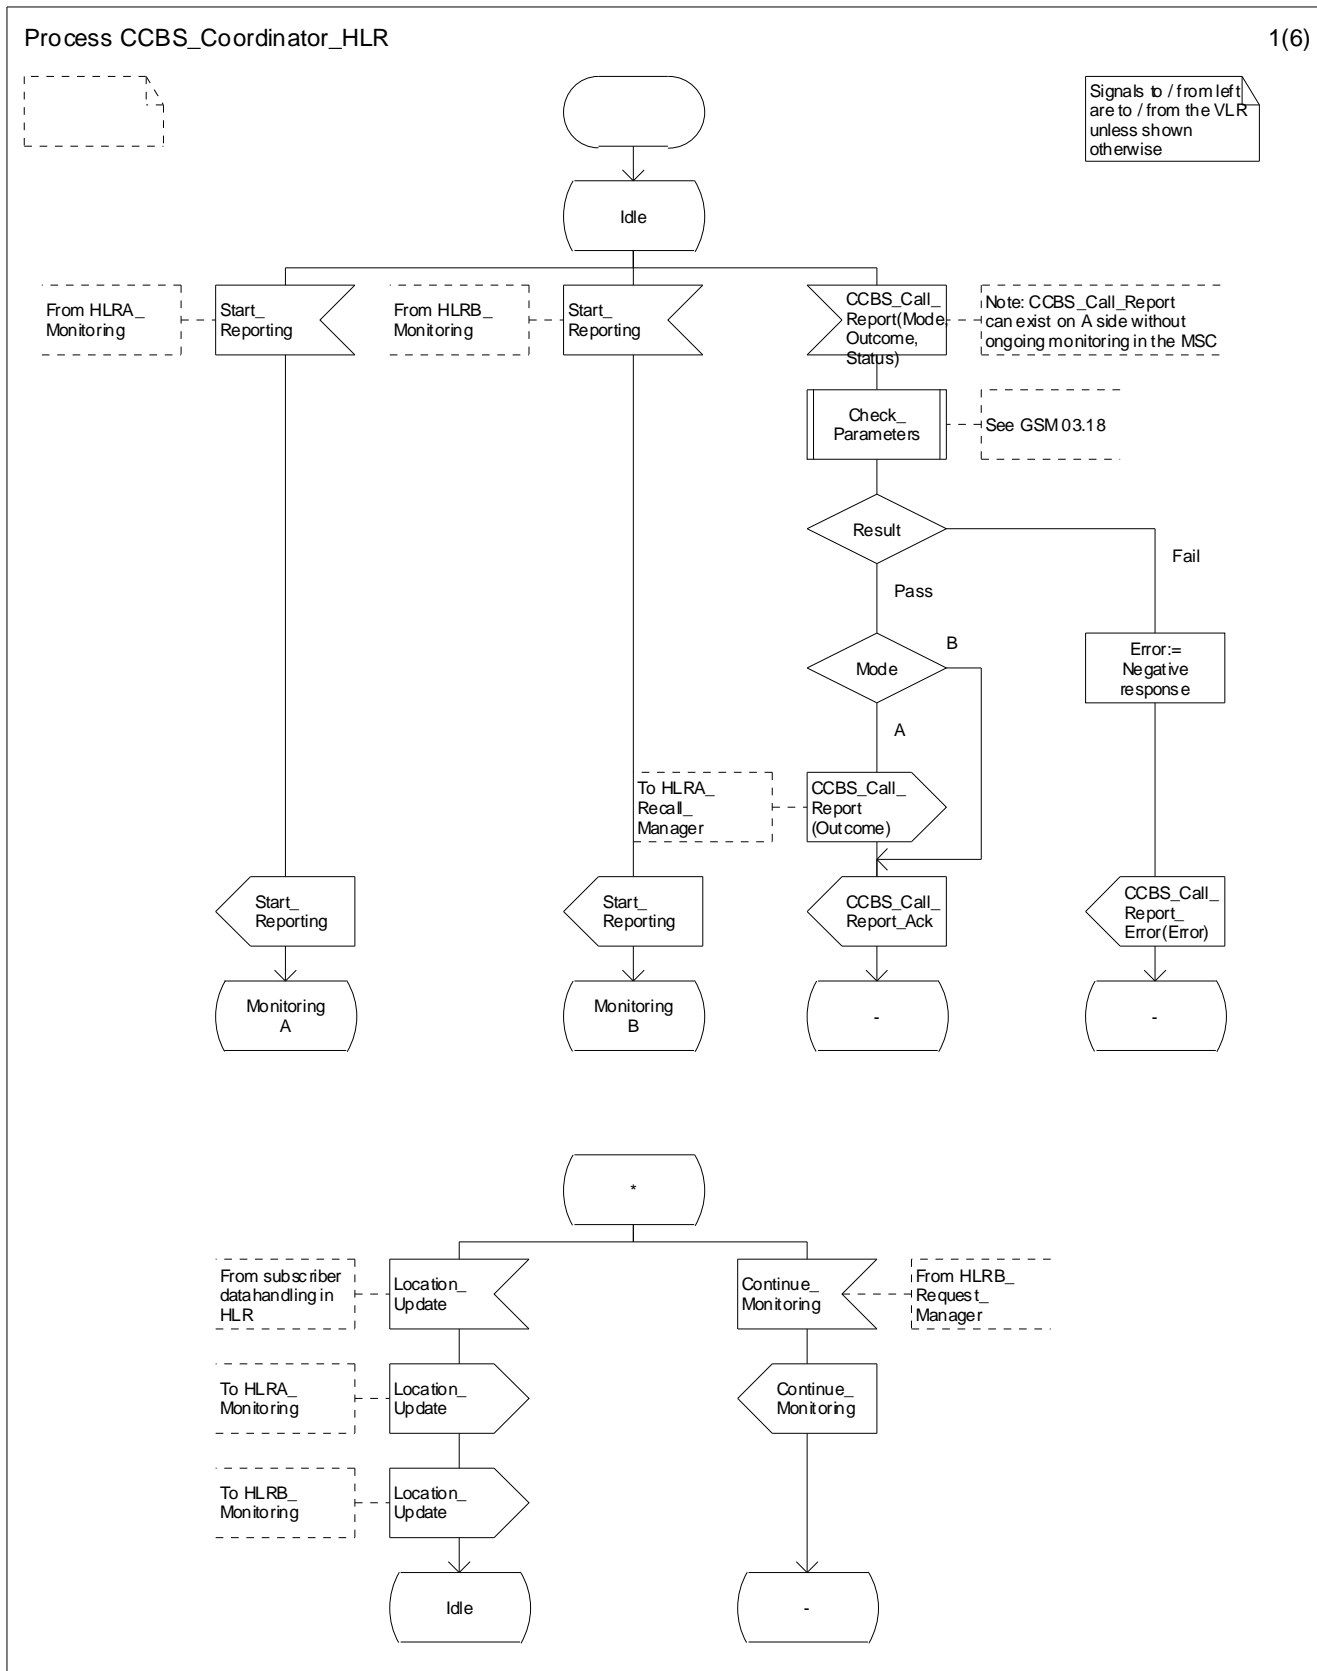 Process CCBS_Coordinator_HLR
1(6)
Signals to / from left
are to / from the VLR
unless shown
otherwise
Idle
From HLRA_
Monitoring
Start_
Reporting
From HLRB_
Monitoring
Start_
Reporting
CCBS_Call_
Report(Mode,
Outcome,
Status)
Note: CCBS_Call_Report
can exist on A side without
ongoing monitoring in the MSC
Check_
Parameters
See GSM 03.18
Result
Fail
Pass
B
Mode
Error:=
Negative
response
A
To HLRA_
Recall_
Manager
CCBS_Call_
Report
(Outcome)
Start_
Reporting
Start_
Reporting
CCBS_Call_
Report_Ack
CCBS_Call_
Report_
Error(Error)
Monitoring
A
Monitoring
B
-
-
*
From subscriber
data handling in
HLR
Location_
Update
Continue_
Monitoring
From HLRB_
Request_
Manager
To HLRA_
Monitoring
Location_
Update
Continue_
Monitoring
To HLRB_
Monitoring
Location_
Update
Idle
-